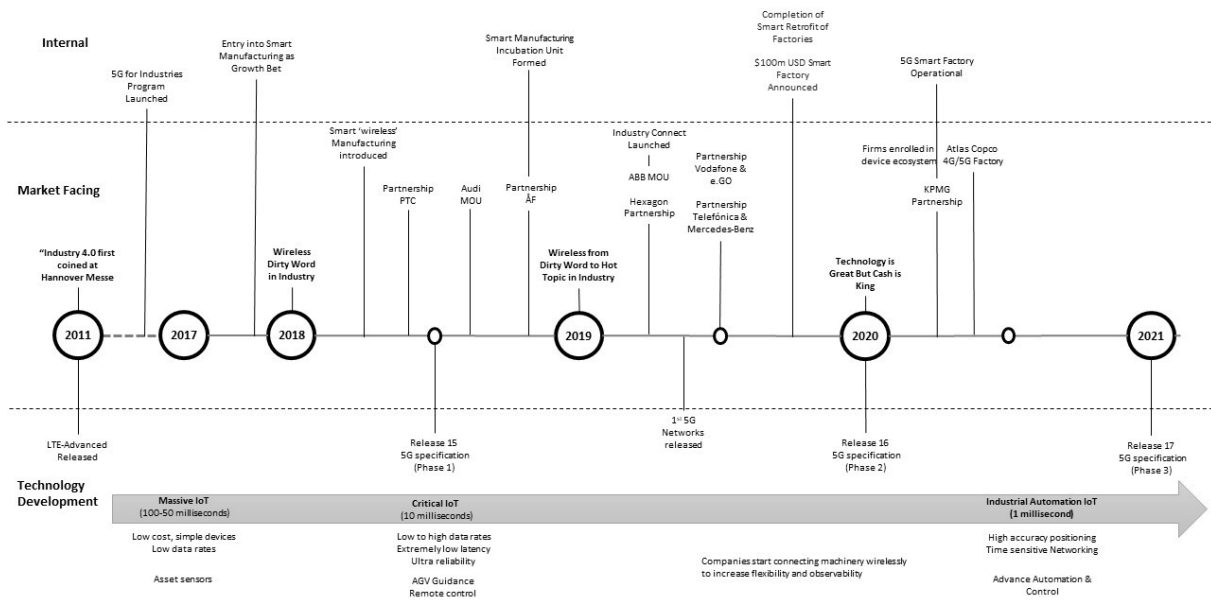 Internal
5G for Industries
Program
Launched
Entry into Smart
Manufacturing as
Growth Bet
Smart Manufacturing
Incubation Unit
Formed
Completion of
Smart Retrofit of
Factories
$100m USD Smart
Factory
Announced
5G Smart Factory
Operational
Market Facing
Smart ‘wireless’
Manufacturing
introduced
Partnership
PTC
Audi
MOU
Partnership
ÅF
Industry Connect
Launched
ABB MOU
Hexagon
Partnership
Partnership
Vodafone &
e.GO
Partnership
Telefónica &
Mercedes-Benz
Firms enrolled in
device ecosystem
KPMG
Partnership
Atlas Copco
4G/5G Factory
“Industry 4.0 first
coined at
Hannover Messe
Wireless
Dirty Word
in Industry
Wireless from
Dirty Word to Hot
Topic in Industry
Technology is
Great But Cash is
King
2011
2017
2018
2019
2020
2021
LTE-Advanced
Released
Release 15
5G specification
(Phase 1)
1st 5G
Networks
released
Release 16
5G specification
(Phase 2)
Release 17
5G specification
(Phase 3)
Technology
Development
Massive IoT
(100-50 milliseconds)
Critical IoT
(10 milliseconds)
Industrial Automation IoT
(1 millisecond)
Low cost, simple devices
Low data rates
Asset sensors
Low to high data rates
Extremely low latency
Ultra reliability
AGV Guidance
Remote control
Companies start connecting machinery wirelessly
to increase flexibility and observability
High accuracy positioning
Time sensitive Networking
Advance Automation &
Control